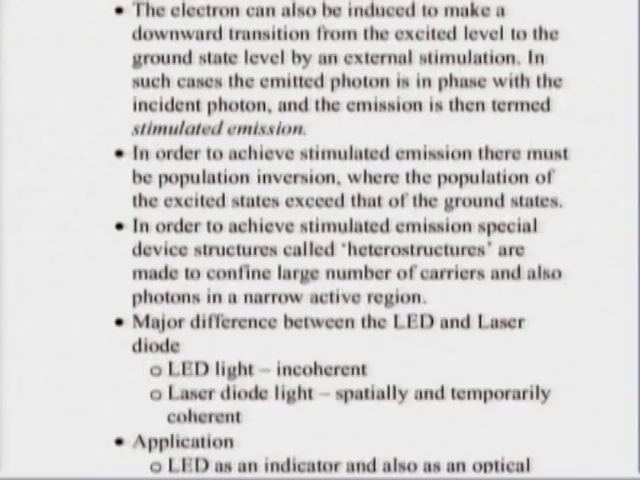 • The electron can also be induced to make a
downward transition from the excited level to the
ground state level by an external stimulation. In
such cases the emitted photon is in phase with the
incident photon, and the emission is then termed
stimulated emission.
• In order to achieve stimulated emission there must
be population inversion, where the population of
the excited states exceed that of the ground states.
• In order to achieve stimulated emission special
device structures called 'heterostructures' are
made to confine large number of carriers and also
photons in a narrow active region.
• Major difference between the LED and Laser
diode
o LED light – incoherent
o Laser diode light – spatially and temporarily
coherent
• Application
o LED as an indicator and also as an optical